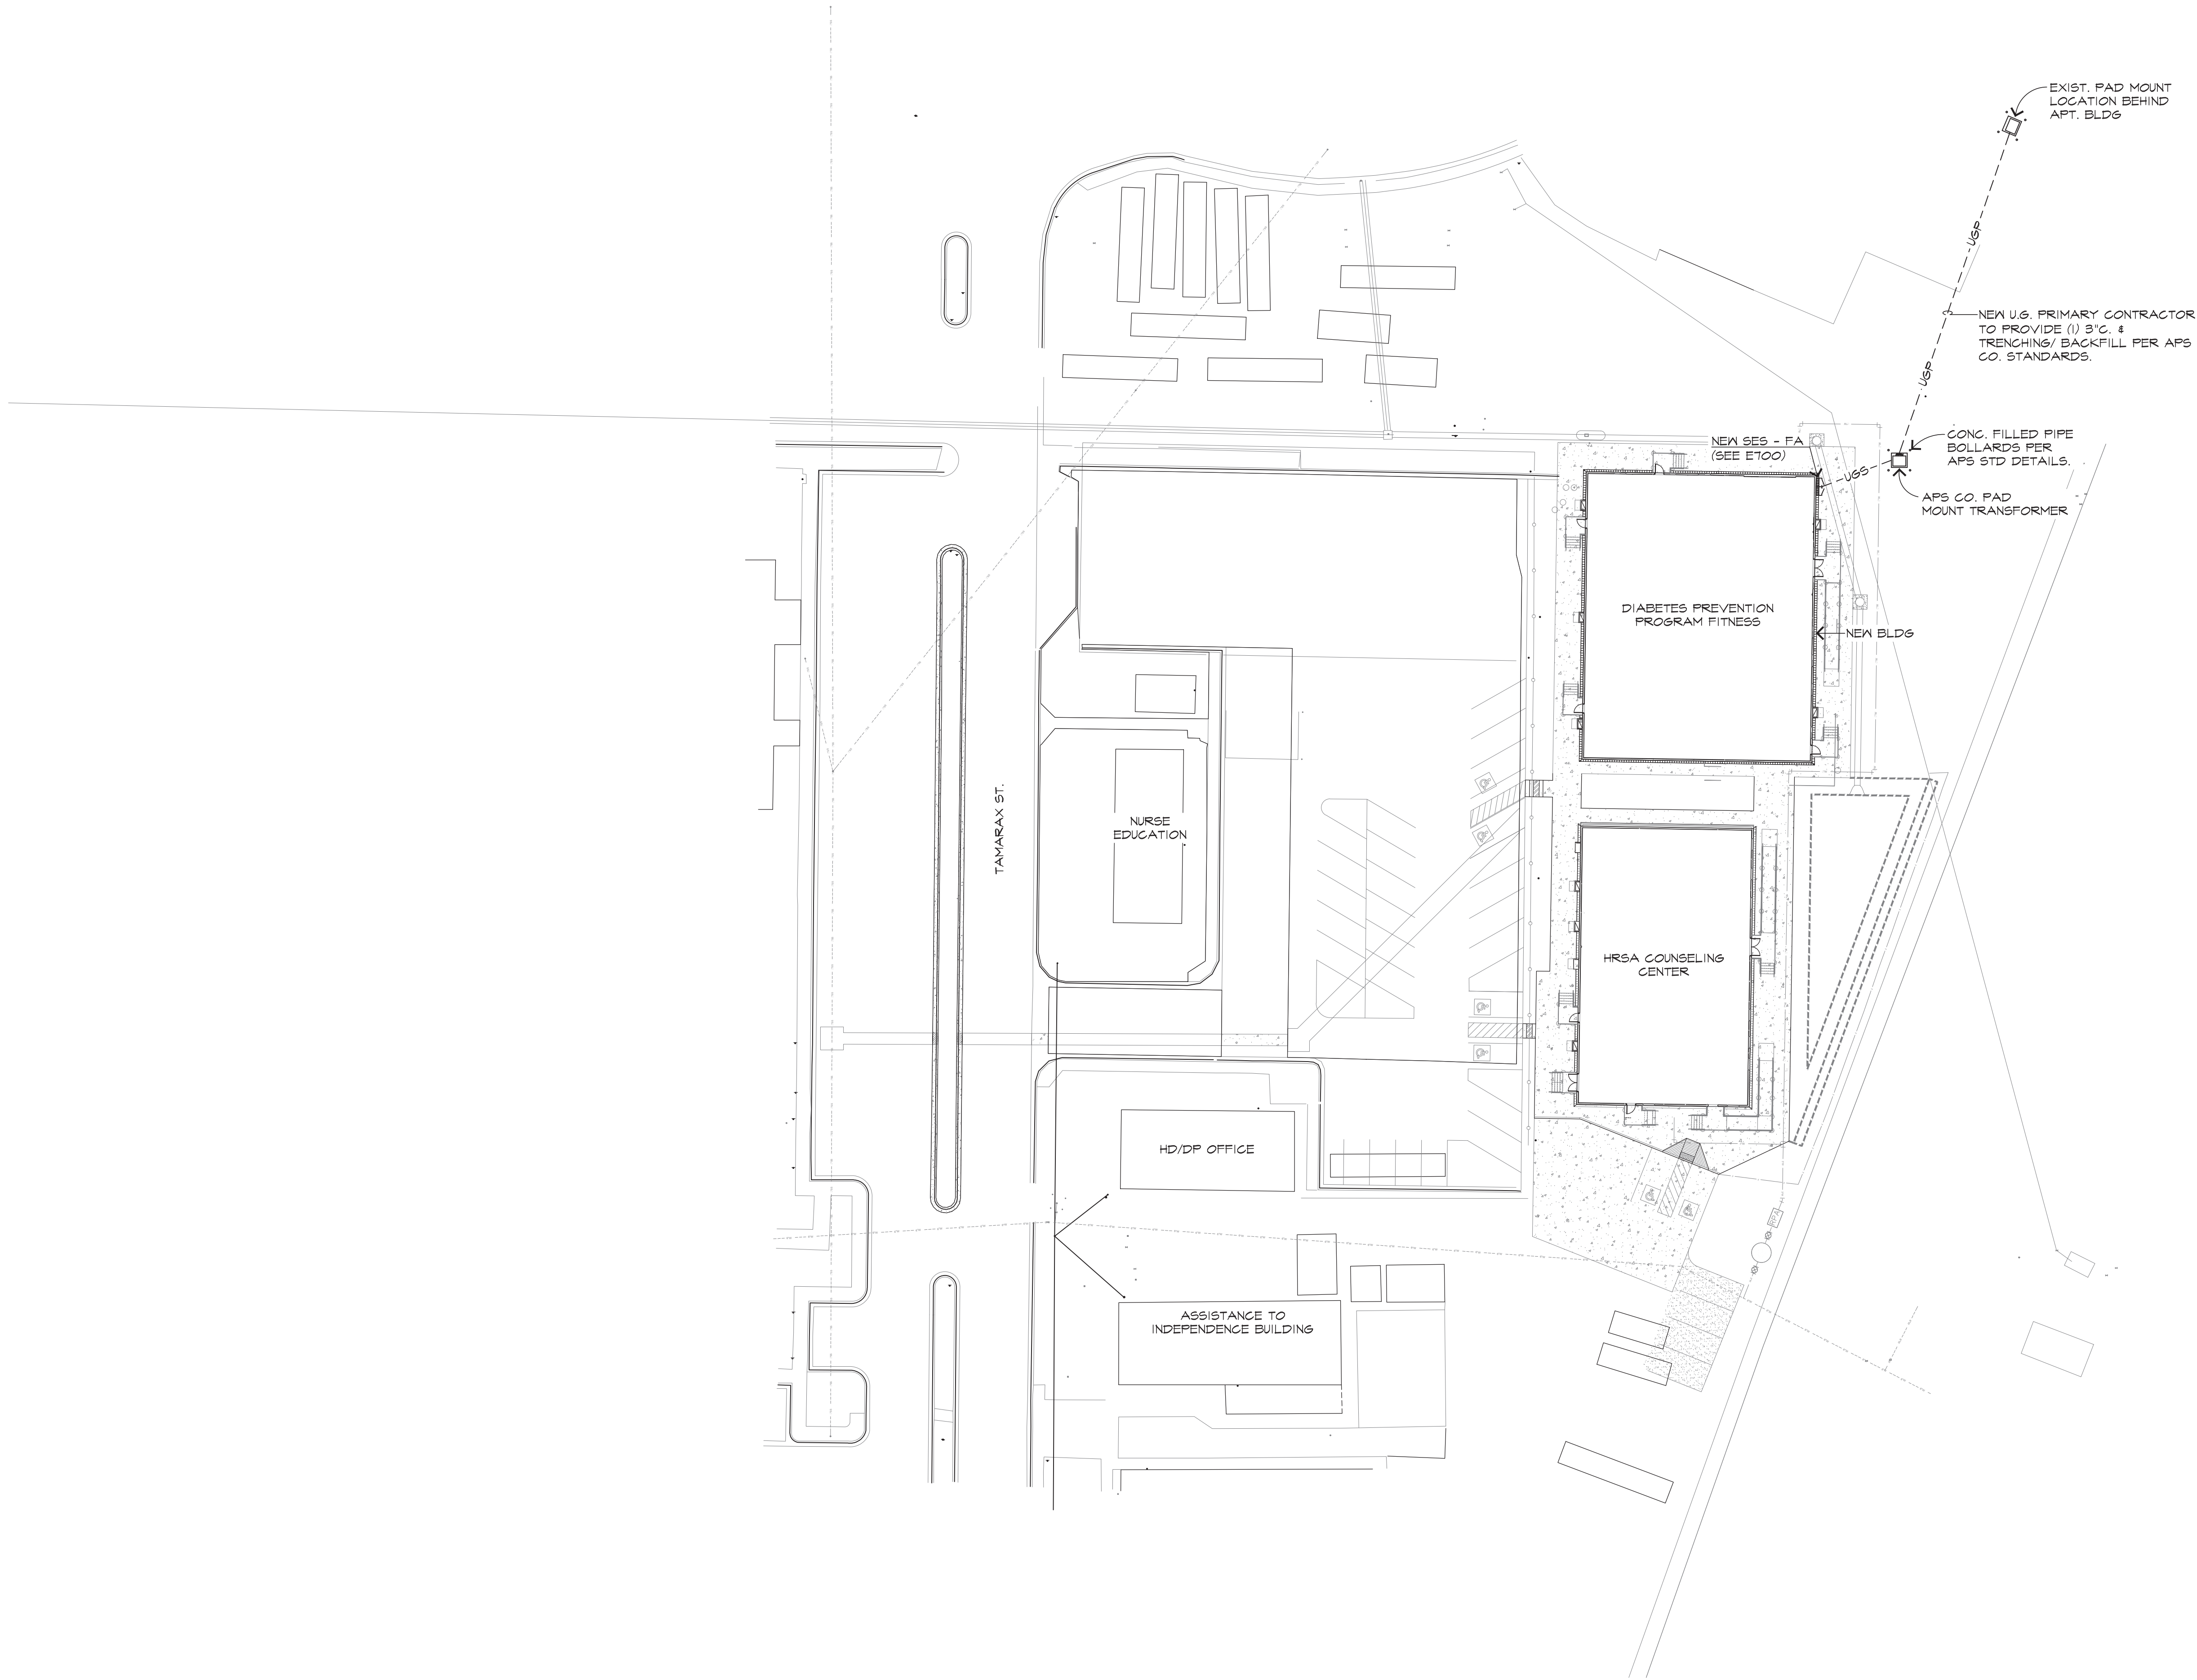 EXIST. PAD MOUNT
LOCATION BEHIND
APT. BLDG
UGP
NEW U.G. PRIMARY CONTRACTOR
TO PROVIDE (1) 3"C. &
TRENCHING/ BACKFILL PER APS
CO. STANDARDS.
UGP
CONC. FILLED PIPE
BOLLARDS PER
APS STD DETAILS.
NEW SES - FA
(SEE E700)
UGS
APS CO. PAD
MOUNT TRANSFORMER
DIABETES PREVENTION
PROGRAM FITNESS
NEW BLDG
TAMARAX ST.
NURSE
EDUCATION
HRSA COUNSELING
CENTER
HD/DP OFFICE
RPA
ASSISTANCE TO
INDEPENDENCE BUILDING